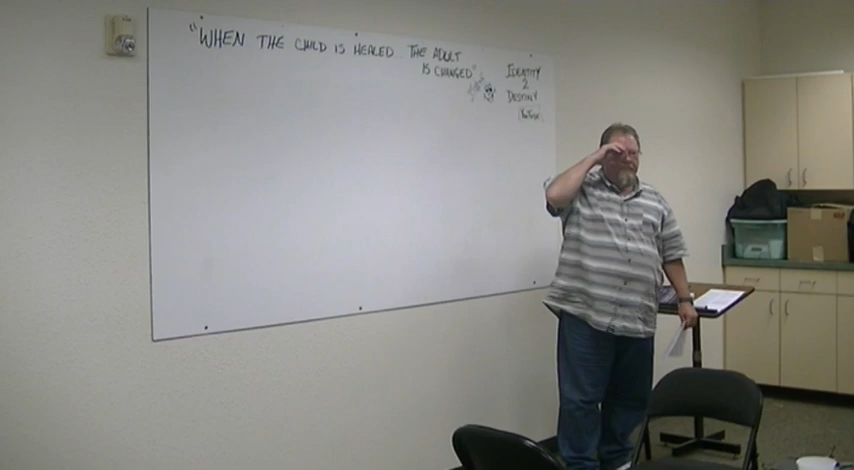 "WHEN THE CHILD IS HEALED THE ADULT
IS CHANGED"
IDENTITY
2
DESTINY